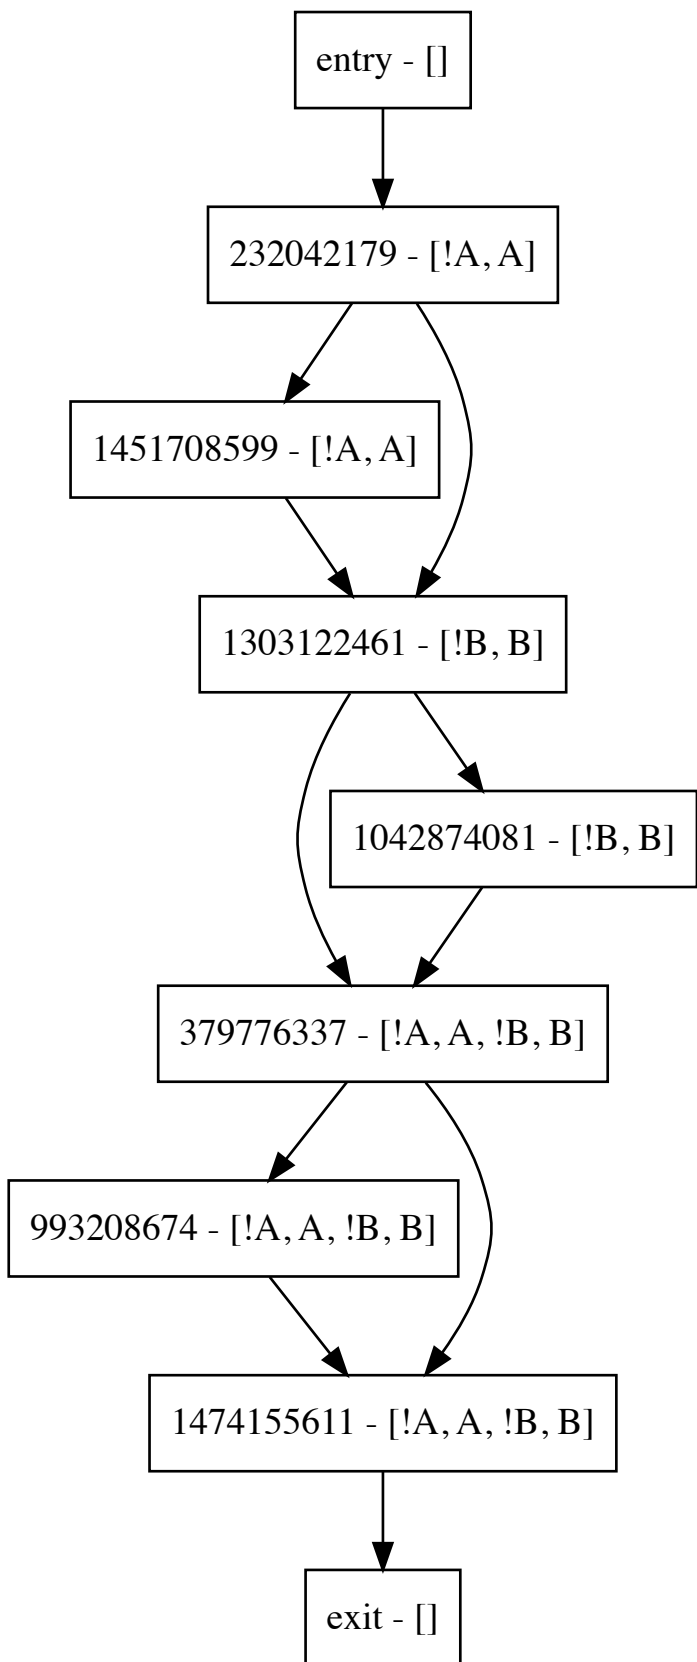 entry - []
232042179 - [!A, A]
1451708599 - [!A, A]
1303122461 - [!B, B]
1042874081 - [!B, B]
379776337 - [!A, A, !B, B]
993208674 - [!A, A, !B, B]
1474155611 - [!A, A, !B, B]
exit - []